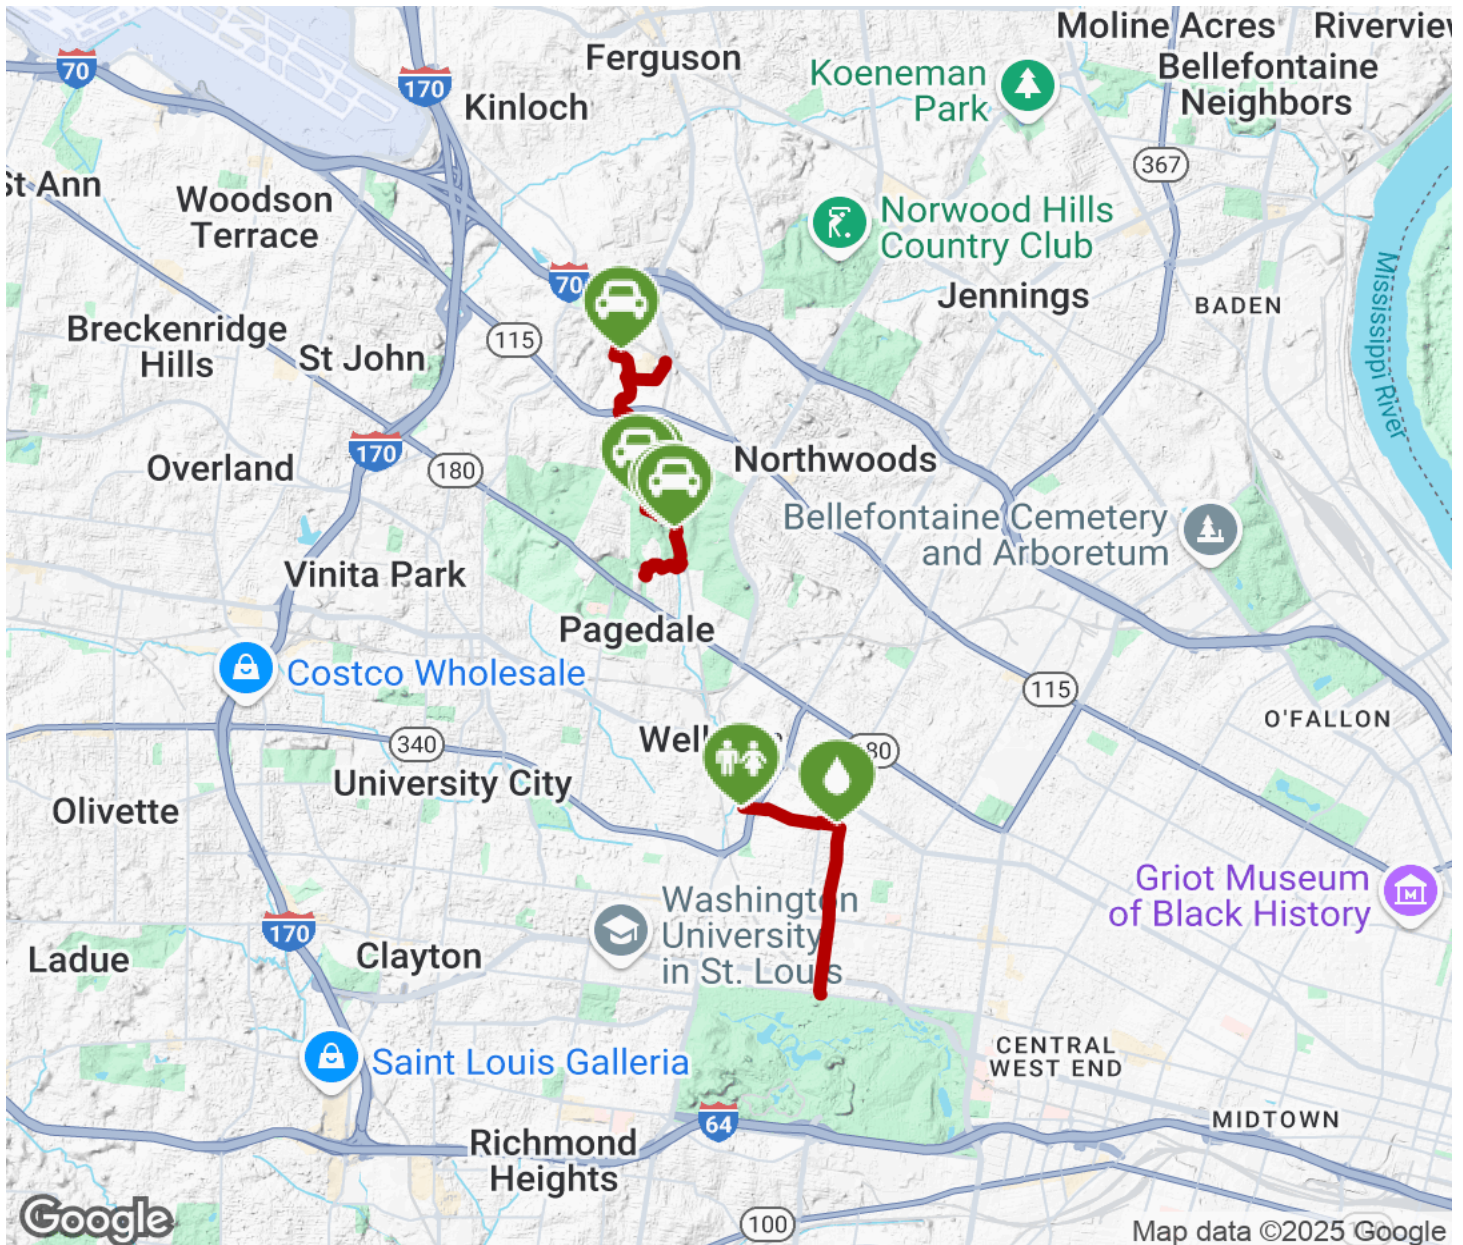 Moline Acres
Riverview
Ferguson
Koeneman
Park
Bellefontaine
Neighbors
70
170
Kinloch
367
St Ann
Woodson
Terrace
Norwood Hills
Country Club
70
Jennings
BADEN
Mississippi River
Breckenridge
Hills
St John
115
170
180
Overland
Northwoods
Bellefontaine Cemetery
and Arboretum
Vinita Park
Pagedale
Costco Wholesale
115
O'FALLON
340
Well
80
University City
Olivette
Griot Museum
of Black History
Washington
University
in St. Louis
170
Ladue
Clayton
CENTRAL
WEST END
Saint Louis Galleria
64
MIDTOWN
Richmond
Heights
100
Google
Map data ©2025 Google